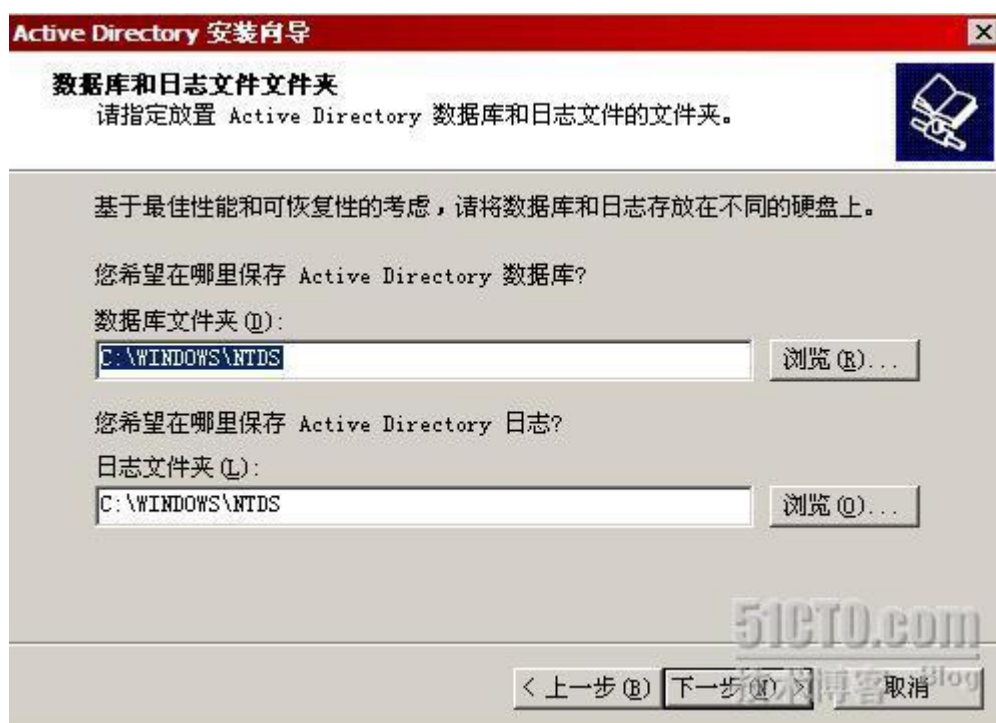 Active Directory 安装向导
数据库和日志文件文件夹
请指定放置 Active Directory 数据库和日志文件的文件夹。
基于最佳性能和可恢复性的考虑，请将数据库和日志存放在不同的硬盘上。
您希望在哪里保存 Active Directory 数据库?
数据库文件夹(D):
C:\WINDOWS\NTDS
浏览(R)...
您希望在哪里保存 Active Directory 日志?
日志文件夹(L):
C:\WINDOWS\NTDS
浏览(O)...
51CTO.com
技术博客 Blog
< 上一步(B)
下一步(N) >
取消